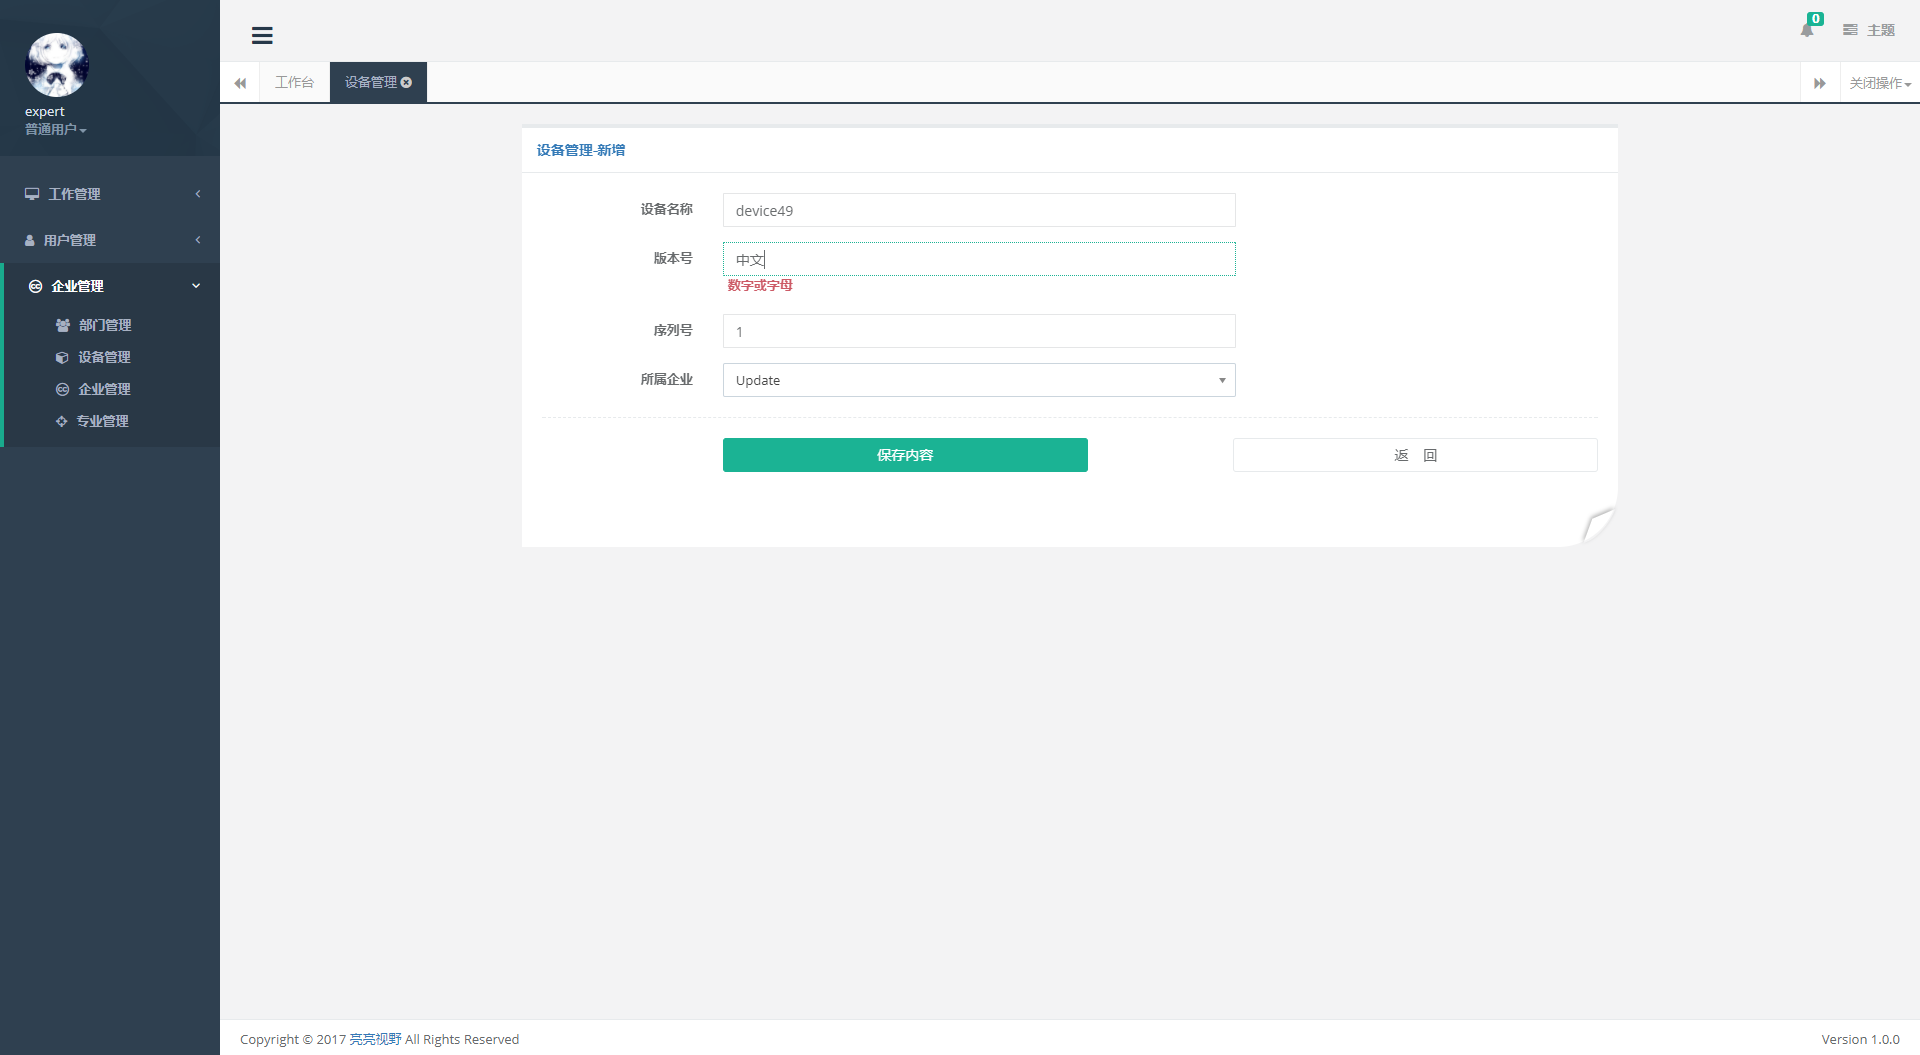 expert
普通用户
工作管理
用户管理
企业管理
部门管理
设备管理
企业管理
专业管理
0
主题
工作台
设备管理
关闭操作
设备管理-新增
设备名称
device49
版本号
中文
数字或字母
序列号
1
所属企业
Update
保存内容
返 回
Copyright © 2017 亮亮视野 All Rights Reserved
Version 1.0.0